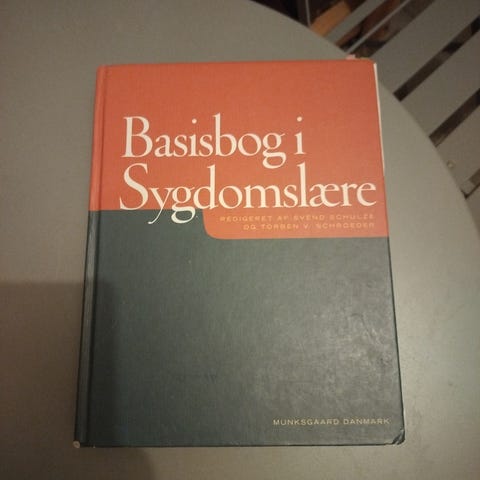 Basisbog i
Sygdomslære
REDIGERET AF SVEND SCHULZE
OG TORBEN V. SCHROEDER
MUNKSGAARD DANMARK